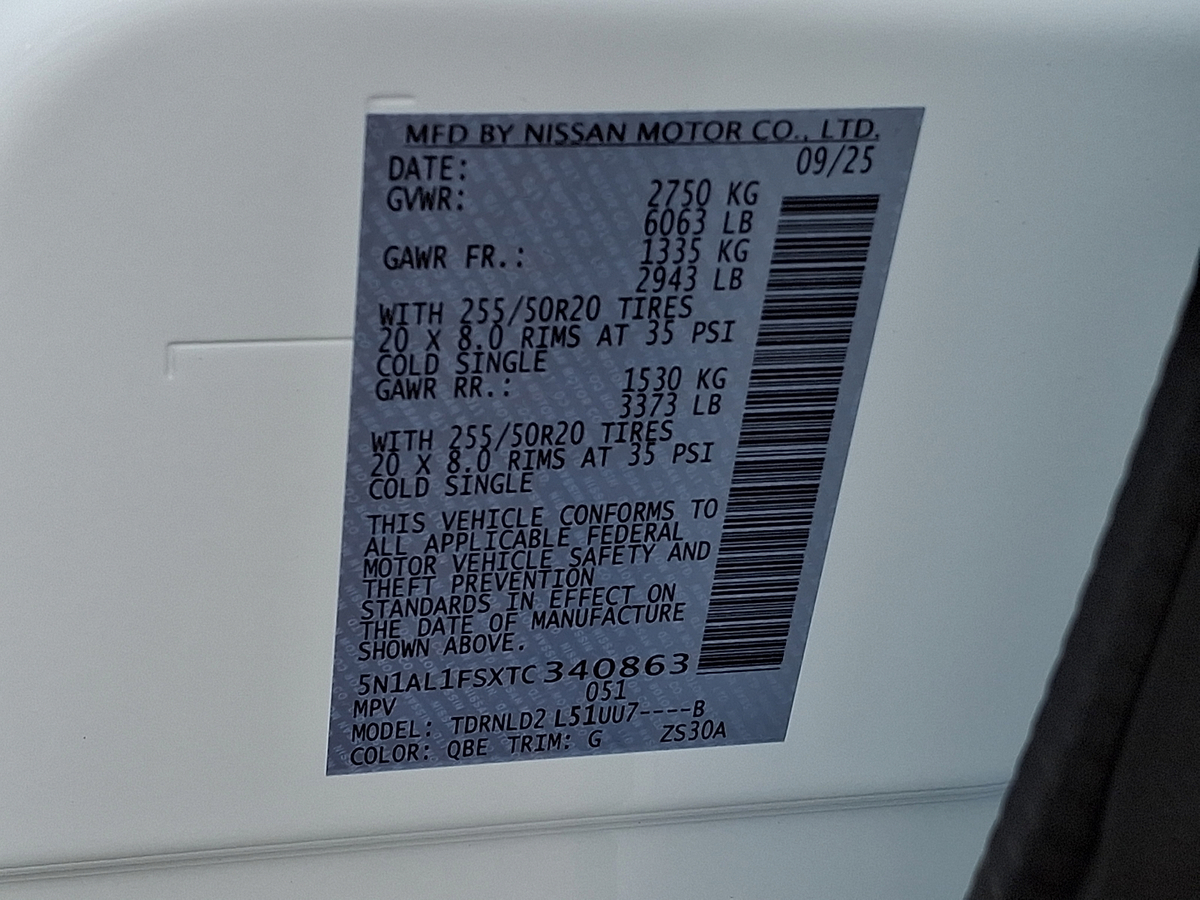 MFD BY NISSAN MOTOR CO., LTD.
DATE: 09/25
GVWR: 2750 KG
6063 LB
GAWR FR.: 1335 KG
2943 LB
WITH 255/50R20 TIRES
20 X 8.0 RIMS AT 35 PSI
COLD SINGLE
GAWR RR.: 1530 KG
3373 LB
WITH 255/50R20 TIRES
20 X 8.0 RIMS AT 35 PSI
COLD SINGLE
THIS VEHICLE CONFORMS TO
ALL APPLICABLE FEDERAL
MOTOR VEHICLE SAFETY AND
THEFT PREVENTION
STANDARDS IN EFFECT ON
THE DATE OF MANUFACTURE
SHOWN ABOVE.
5N1AL1FSXTC340863
MPV 051
MODEL: TDRNLD2 L51UU7----B
COLOR: QBE TRIM: G ZS30A